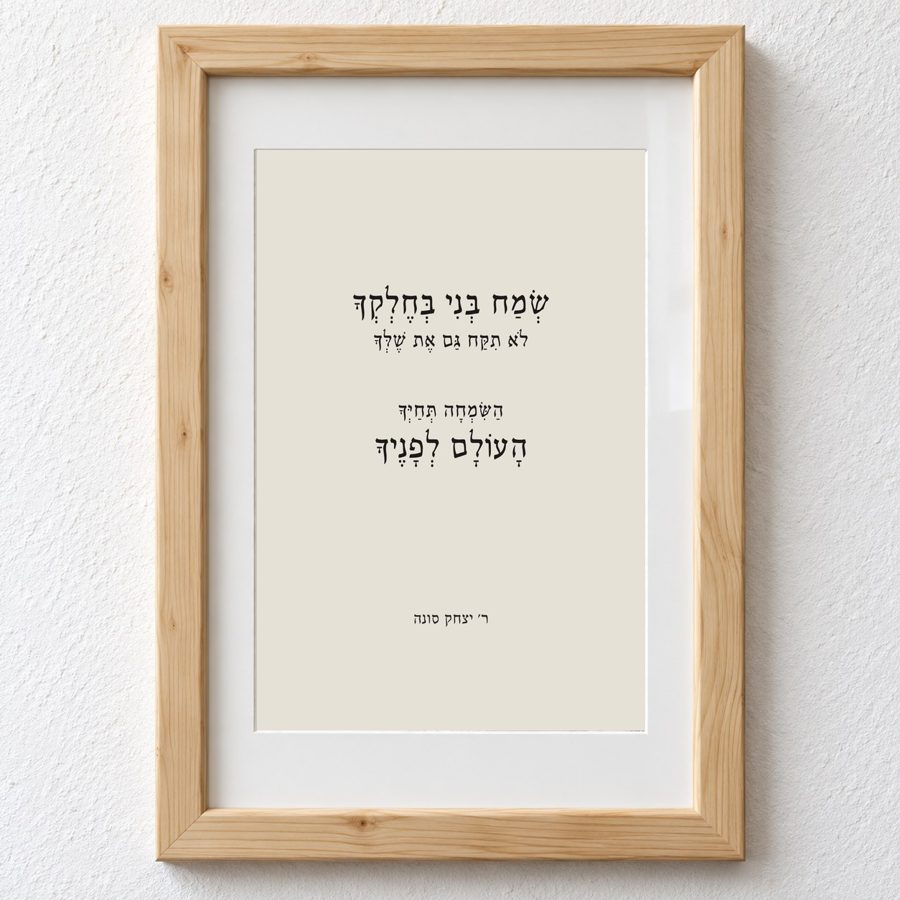 שְׂמַח בְּנִי בְּחֶלְקְךָ
לֹא תִקַּח גַּם אֶת שֶׁלְּךָ
הַשִּׂמְחָה תְּחַיְּךָ
הָעוֹלָם לְפָנֶיךָ
ר׳ יצחק סונה